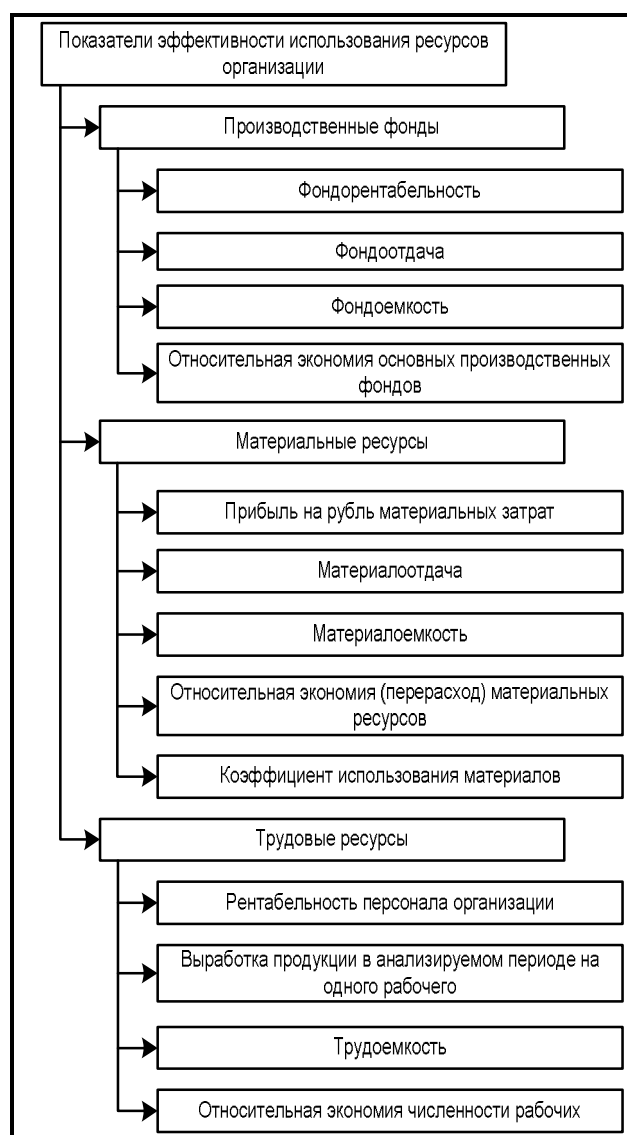 Показатели эффективности использования ресурсов
организации
Производственные фонды
Фондорентабельность
Фондоотдача
Фондоемкость
Относительная экономия основных производственных
фондов
Материальные ресурсы
Прибыль на рубль материальных затрат
Материалоотдача
Материалоемкость
Относительная экономия (перерасход) материальных
ресурсов
Коэффициент использования материалов
Трудовые ресурсы
Рентабельность персонала организации
Выработка продукции в анализируемом периоде на
одного рабочего
Трудоемкость
Относительная экономия численности рабочих